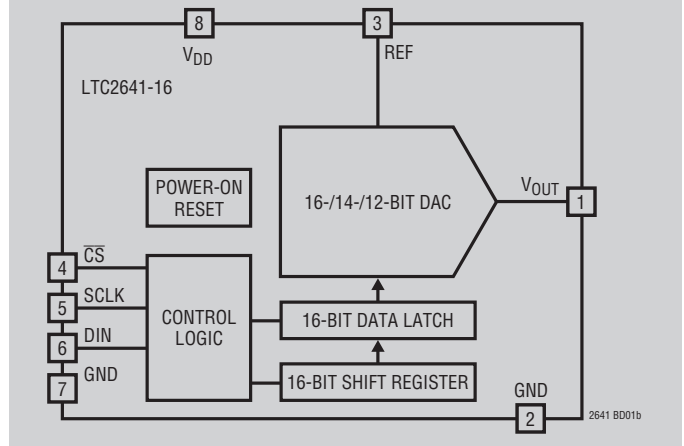 8
3
VDD
REF
LTC2641-16
POWER-ON
RESET
16-/14-/12-BIT DAC
VOUT
1
4
CS
5
SCLK
6
DIN
7
GND
CONTROL
LOGIC
16-BIT DATA LATCH
16-BIT SHIFT REGISTER
GND
2
2641 BD01b